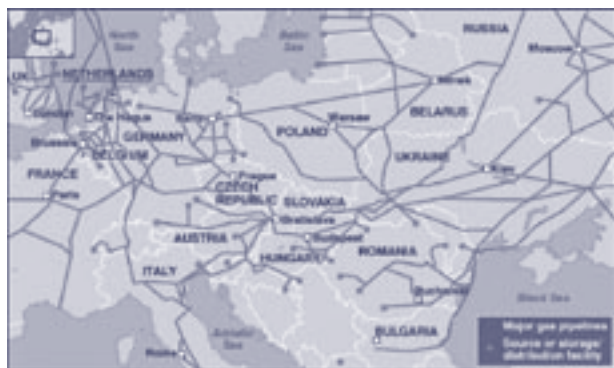 North
Sea
Baltic
Sea
RUSSIA
Moscow
UK
NETHERLANDS
London
The Hague
Berlin
Minsk
BELARUS
Warsaw
POLAND
GERMANY
Brussels
BELGIUM
UKRAINE
Kiev
FRANCE
Prague
CZECH
REPUBLIC
SLOVAKIA
Paris
Bratislava
AUSTRIA
Budapest
HUNGARY
ROMANIA
ITALY
Bucharest
Black Sea
Adriatic
Sea
BULGARIA
Rome
Major gas pipelines
Source or storage/
distribution facility